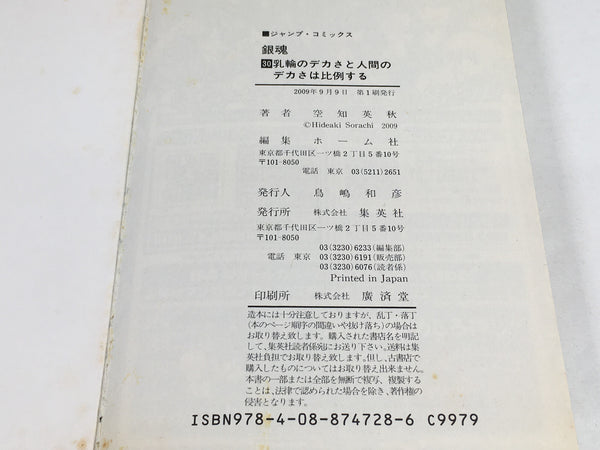 ■ジャンプ・コミックス
銀魂
30乳輪のデカさと人間の
デカさは比例する
2009年9月9日 第1刷発行
著者 空知英秋
©Hideaki Sorachi 2009
編集 ホーム社
東京都千代田区一ツ橋2丁目5番10号
〒101-8050
電話 東京 03(5211)2651
発行人 鳥嶋和彦
発行所 株式会社 集英社
東京都千代田区一ツ橋2丁目5番10号
〒101-8050
03(3230)6233(編集部)
電話 東京 03(3230)6191(販売部)
03(3230)6076(読者係)
Printed in Japan
印刷所 株式会社 廣済堂
造本には十分注意しておりますが、乱丁・落丁
(本のページ順序の間違いや抜け落ち)の場合は
お取り替え致します。購入した書店名を明記
して、集英社読者係宛にお送り下さい。送料は集
英社負担でお取り替え致します。但し、古書店で
購入したものについてはお取り替え出来ません。
本書の一部または全部を無断で複写、複製するこ
とは、法律で認められた場合を除き、著作権の
侵害となります。
ISBN978-4-08-874728-6 C9979